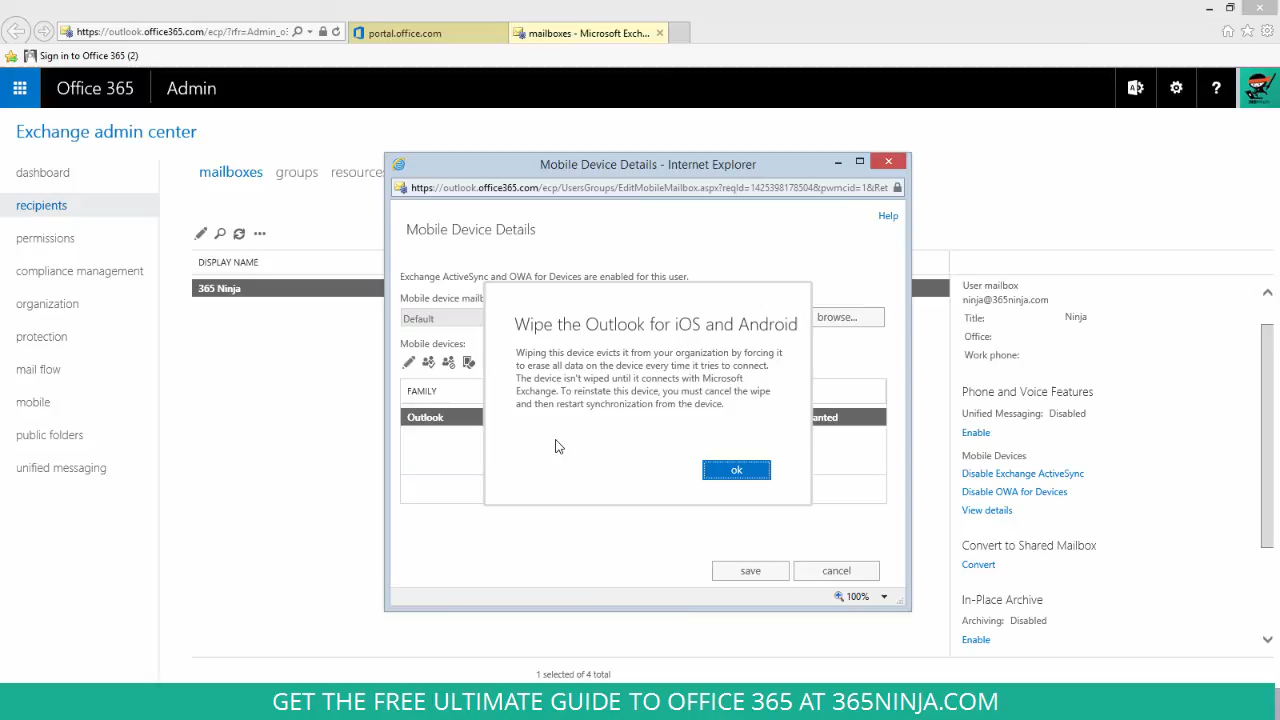 https://outlook.office365.com/ecp/?rfr=Admin_o
portal.office.com
mailboxes - Microsoft Exch...
Sign in to Office 365 (2)
Office 365
Admin
?
Exchange admin center
dashboard
recipients
permissions
compliance management
organization
protection
mail flow
mobile
public folders
unified messaging
mailboxes
groups
resources
DISPLAY NAME
365 Ninja
Mobile Device Details - Internet Explorer
https://outlook.office365.com/ecp/UsersGroups/EditMobileMailbox.aspx?reqId=1425398178504&pwmcid=1&Ret
Help
Mobile Device Details
Exchange ActiveSync and OWA for Devices are enabled for this user.
Mobile device mailb
Default
browse...
Mobile devices:
FAMILY
Outlook
anted
Wipe the Outlook for iOS and Android
Wiping this device evicts it from your organization by forcing it
to erase all data on the device every time it tries to connect.
The device isn't wiped until it connects with Microsoft
Exchange. To reinstate this device, you must cancel the wipe
and then restart synchronization from the device.
ok
save
cancel
100%
User mailbox
ninja@365ninja.com
Title: Ninja
Office:
Work phone:
Phone and Voice Features
Unified Messaging: Disabled
Enable
Mobile Devices
Disable Exchange ActiveSync
Disable OWA for Devices
View details
Convert to Shared Mailbox
Convert
In-Place Archive
Archiving: Disabled
Enable
1 selected of 4 total
GET THE FREE ULTIMATE GUIDE TO OFFICE 365 AT 365NINJA.COM